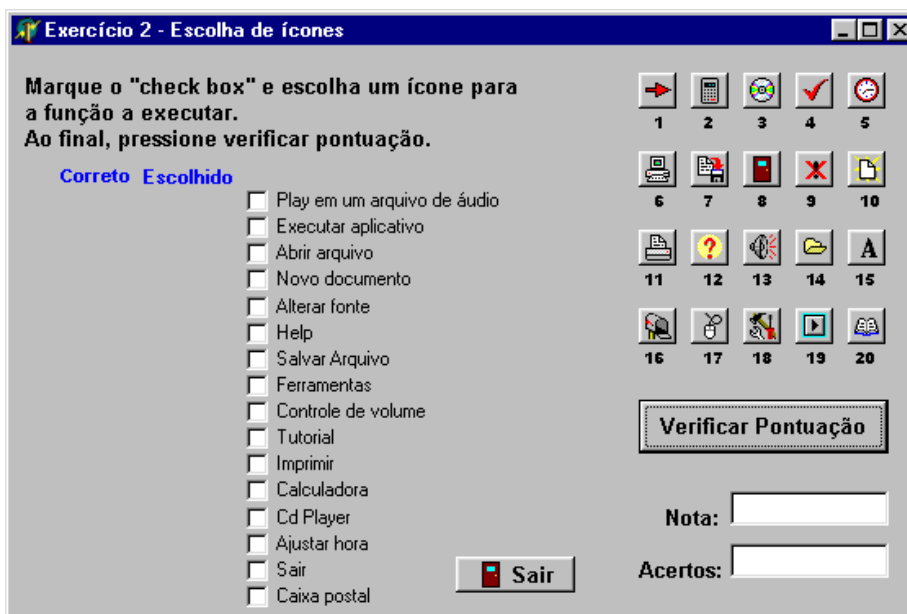 Exercício 2 - Escolha de ícones
Marque o "check box" e escolha um ícone para
a função a executar.
Ao final, pressione verificar pontuação.
Correto Escolhido
Play em um arquivo de áudio
Executar aplicativo
Abrir arquivo
Novo documento
Alterar fonte
Help
Salvar Arquivo
Ferramentas
Controle de volume
Tutorial
Imprimir
Calculadora
Cd Player
Ajustar hora
Sair
Caixa postal
Sair
1 2 3 4 5
6 7 8 9 10
?
A
11 12 13 14 15
16 17 18 19 20
Verificar Pontuação
Nota:
Acertos: